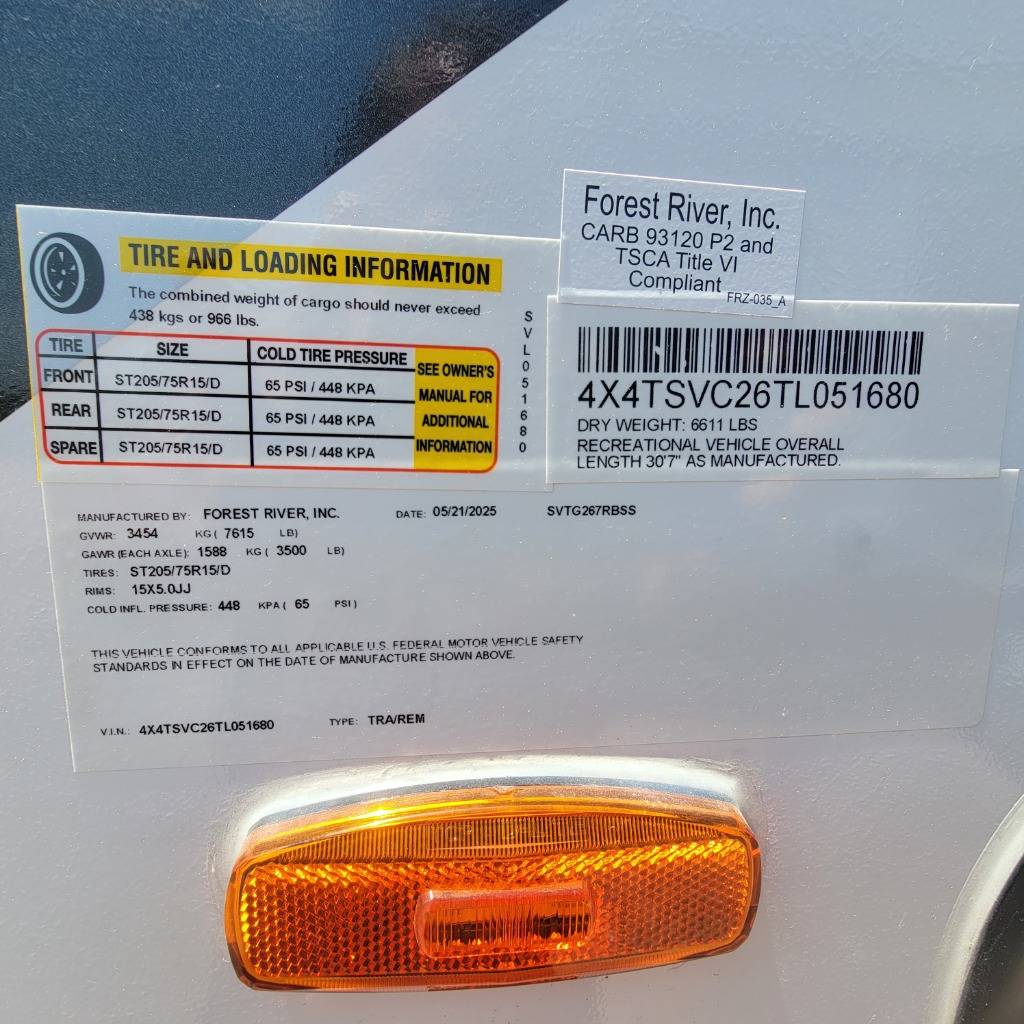 Forest River, Inc.
CARB 93120 P2 and
TSCA Title VI
Compliant
FRZ-035_A
TIRE AND LOADING INFORMATION
The combined weight of cargo should never exceed
438 kgs or 966 lbs.
TIRE SIZE COLD TIRE PRESSURE
FRONT ST205/75R15/D 65 PSI / 448 KPA
REAR ST205/75R15/D 65 PSI / 448 KPA
SPARE ST205/75R15/D 65 PSI / 448 KPA
SEE OWNER'S
MANUAL FOR
ADDITIONAL
INFORMATION
SVL051680
4X4TSVC26TL051680
DRY WEIGHT: 6611 LBS
RECREATIONAL VEHICLE OVERALL
LENGTH 30'7" AS MANUFACTURED.
MANUFACTURED BY: FOREST RIVER, INC. DATE: 05/21/2025 SVTG267RBSS
GVWR: 3454 KG ( 7615 LB)
GAWR (EACH AXLE): 1588 KG ( 3500 LB)
TIRES: ST205/75R15/D
RIMS: 15X5.0JJ
COLD INFL. PRESSURE: 448 KPA ( 65 PSI )
THIS VEHICLE CONFORMS TO ALL APPLICABLE U.S. FEDERAL MOTOR VEHICLE SAFETY
STANDARDS IN EFFECT ON THE DATE OF MANUFACTURE SHOWN ABOVE.
V.I.N.: 4X4TSVC26TL051680 TYPE: TRA/REM